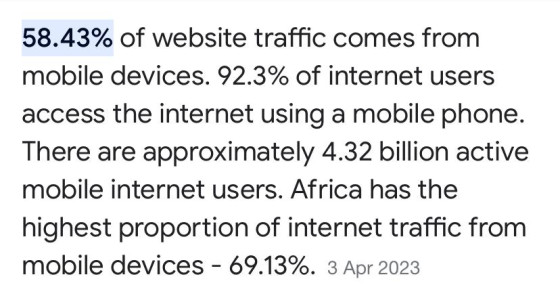 58.43% of website traffic comes from
mobile devices. 92.3% of internet users
access the internet using a mobile phone.
There are approximately 4.32 billion active
mobile internet users. Africa has the
highest proportion of internet traffic from
mobile devices - 69.13%. 3 Apr 2023